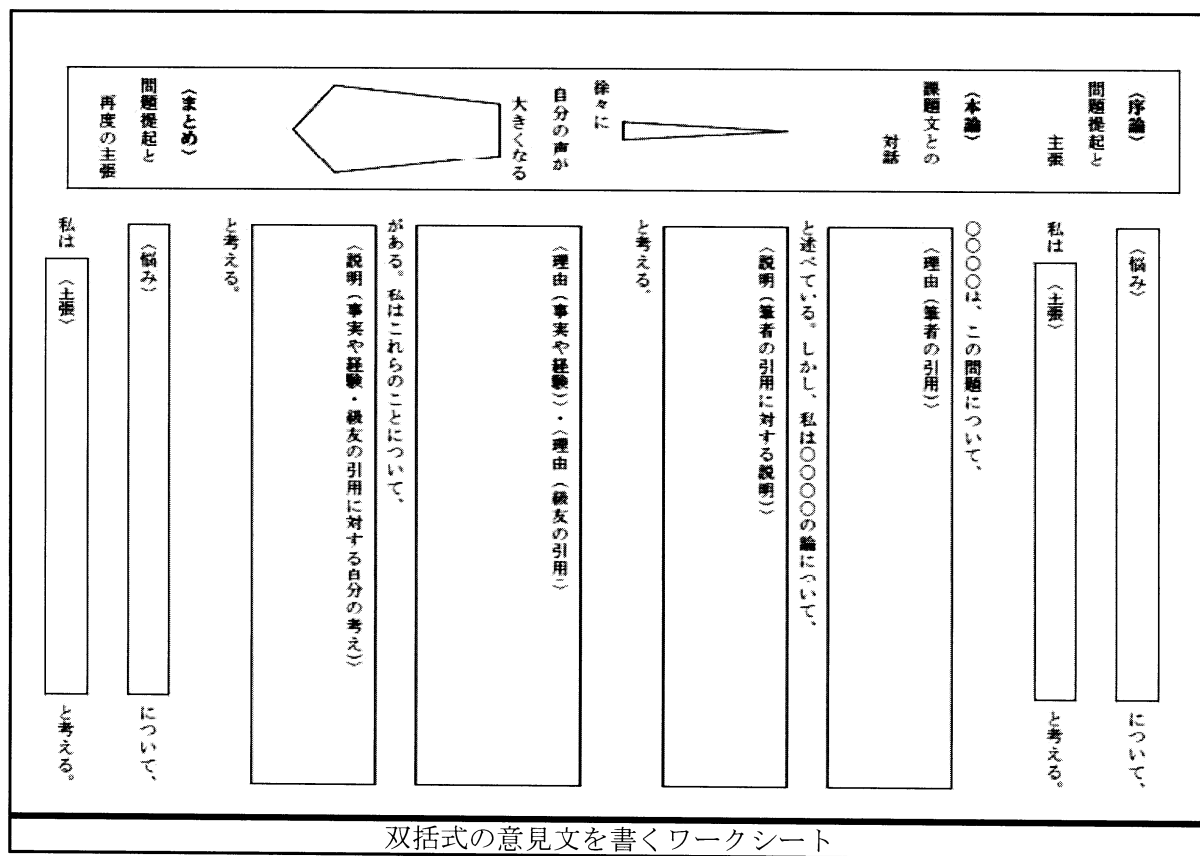 〈序論〉
問題提起と
主張
〈本論〉
課題文との
対話
徐々に
自分の声が
大きくなる
〈まとめ〉
問題提起と
再度の主張
〈悩み〉
について、
私は
〈主張〉
と考える。
○○○○は、この問題について、
〈理由(筆者の引用)〉
と述べている。しかし、私は○○○○の論について、
〈説明(筆者の引用に対する説明)〉
と考える。
〈理由(事実や経験)〉・〈理由(級友の引用)〉
がある。私はこれらのことについて、
〈説明(事実や経験・級友の引用に対する自分の考え)〉
と考える。
〈悩み〉
について、
私は
〈主張〉
と考える。
双括式の意見文を書くワークシート